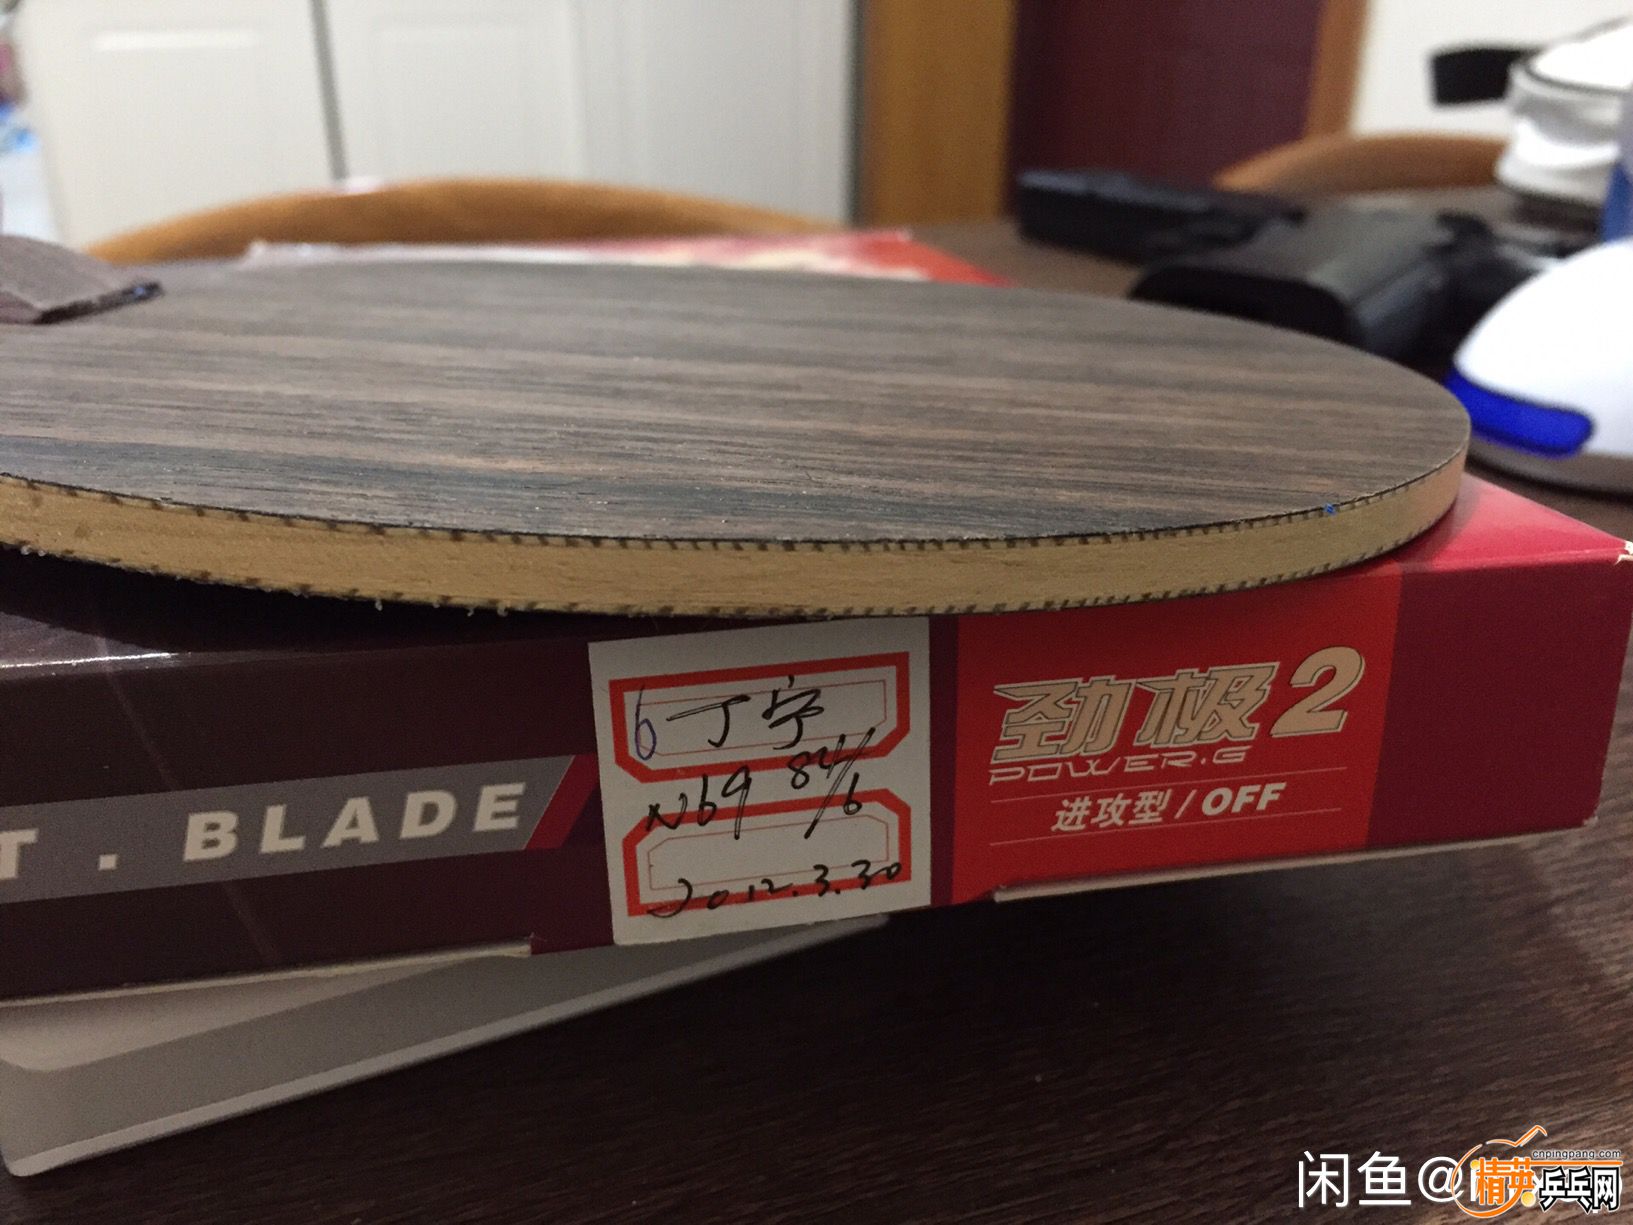 T . BLADE
6 丁宁
N69 84/6
2012.3.30
劲极2
POWER.G
进攻型/OFF
cnpingpang.com
闲鱼@
精英乒乓网